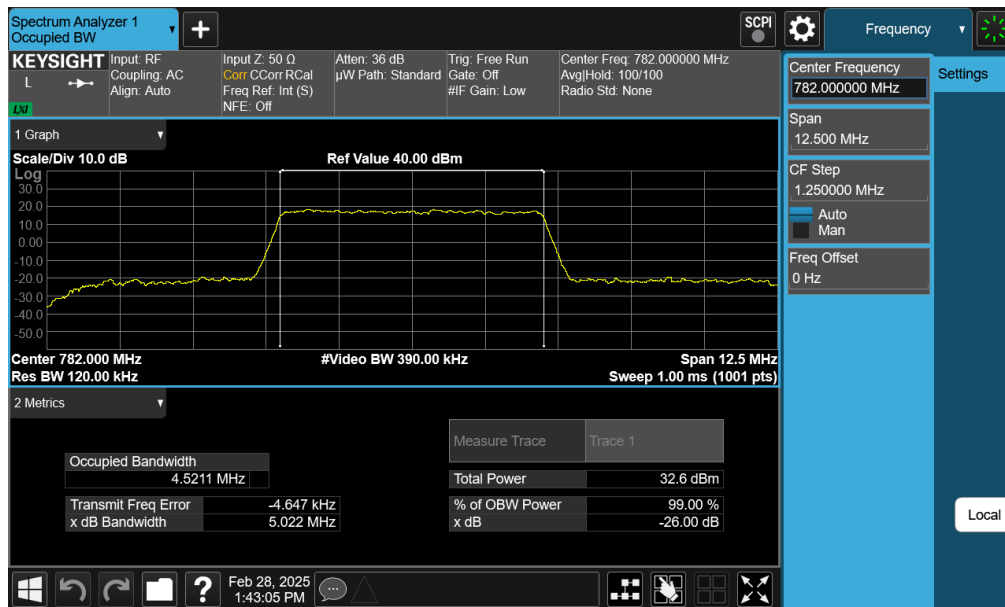 Spectrum Analyzer 1
Occupied BW
+
SCPI
Frequency
KEYSIGHT
L
LXI
Input: RF
Coupling: AC
Align: Auto
Input Z: 50 Ω
Corr CCorr RCal
Freq Ref: Int (S)
NFE: Off
Atten: 36 dB
µW Path: Standard
Trig: Free Run
Gate: Off
#IF Gain: Low
Center Freq: 782.000000 MHz
Avg|Hold: 100/100
Radio Std: None
Center Frequency
782.000000 MHz
Settings
Span
12.500 MHz
CF Step
1.250000 MHz
Auto
Man
Freq Offset
0 Hz
Local
1 Graph
Scale/Div 10.0 dB
Ref Value 40.00 dBm
Log
30.0
20.0
10.0
0.00
-10.0
-20.0
-30.0
-40.0
-50.0
Center 782.000 MHz
#Video BW 390.00 kHz
Span 12.5 MHz
Res BW 120.00 kHz
Sweep 1.00 ms (1001 pts)
2 Metrics
Measure Trace
Trace 1
Occupied Bandwidth
4.5211 MHz
Total Power
32.6 dBm
Transmit Freq Error
-4.647 kHz
% of OBW Power
99.00 %
x dB Bandwidth
5.022 MHz
x dB
-26.00 dB
?
Feb 28, 2025
1:43:05 PM